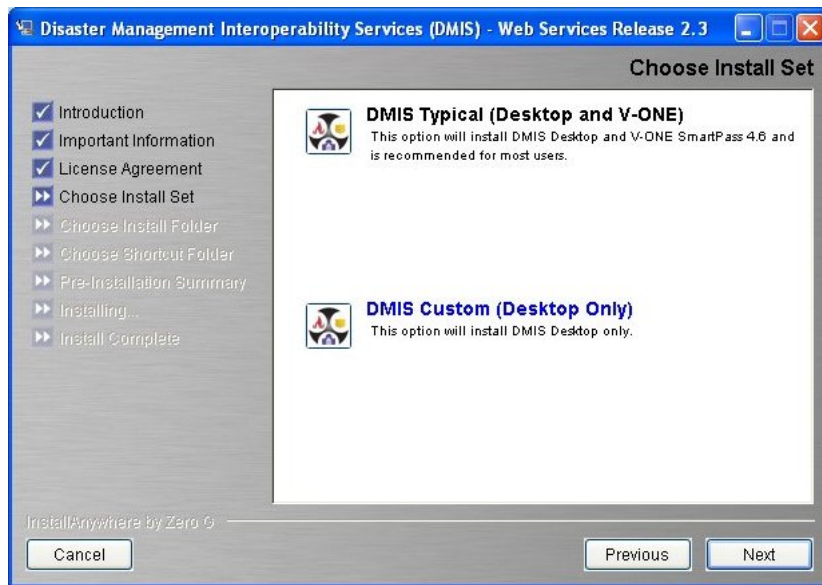 Disaster Management Interoperability Services (DMIS) - Web Services Release 2.3
Choose Install Set
Introduction
Important Information
License Agreement
Choose Install Set
Choose Install Folder
Choose Shortcut Folder
Pre-Installation Summary
Installing...
Install Complete
DMIS Typical (Desktop and V-ONE)
This option will install DMIS Desktop and V-ONE SmartPass 4.6 and
is recommended for most users.
DMIS Custom (Desktop Only)
This option will install DMIS Desktop only.
InstallAnywhere by Zero G
Cancel
Previous
Next